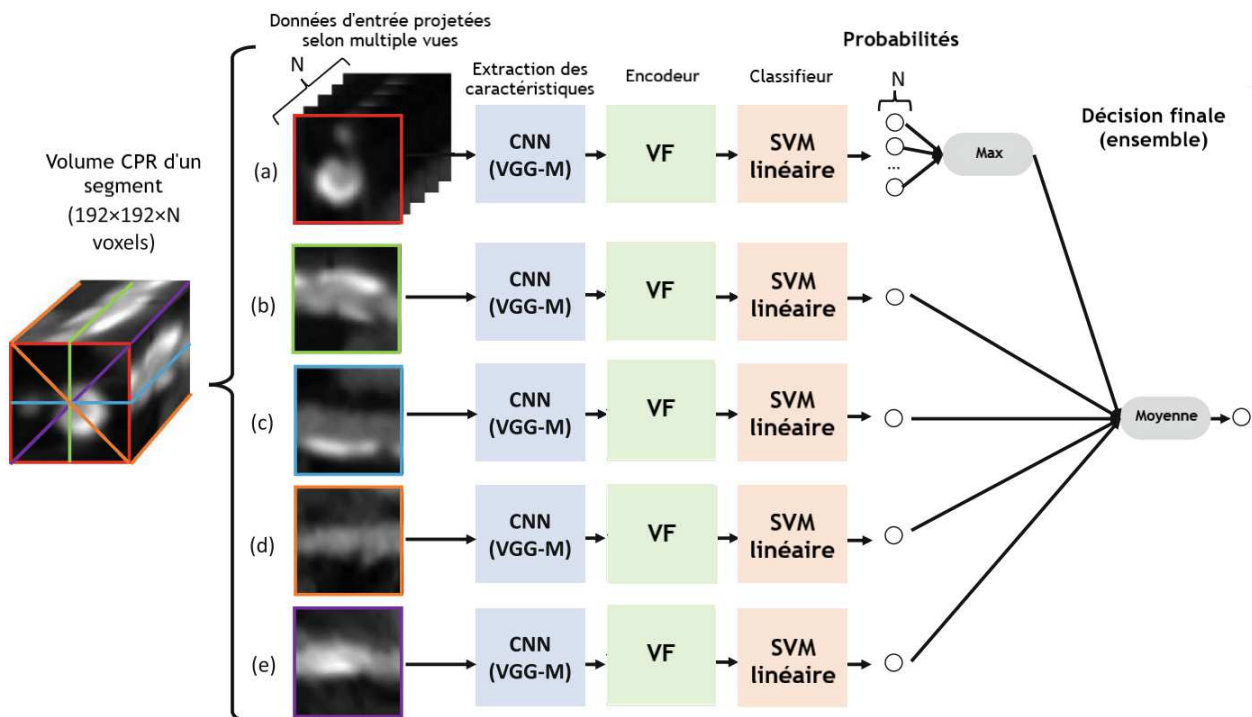 Données d'entrée projetées
selon multiple vues
N
Volume CPR d'un
segment
(192×192×N
voxels)
Extraction des
caractéristiques
Encodeur
Classifieur
Probabilités
N
Décision finale
(ensemble)
(a)
CNN
(VGG-M)
VF
SVM
linéaire
...
Max
(b)
CNN
(VGG-M)
VF
SVM
linéaire
(c)
CNN
(VGG-M)
VF
SVM
linéaire
Moyenne
(d)
CNN
(VGG-M)
VF
SVM
linéaire
(e)
CNN
(VGG-M)
VF
SVM
linéaire